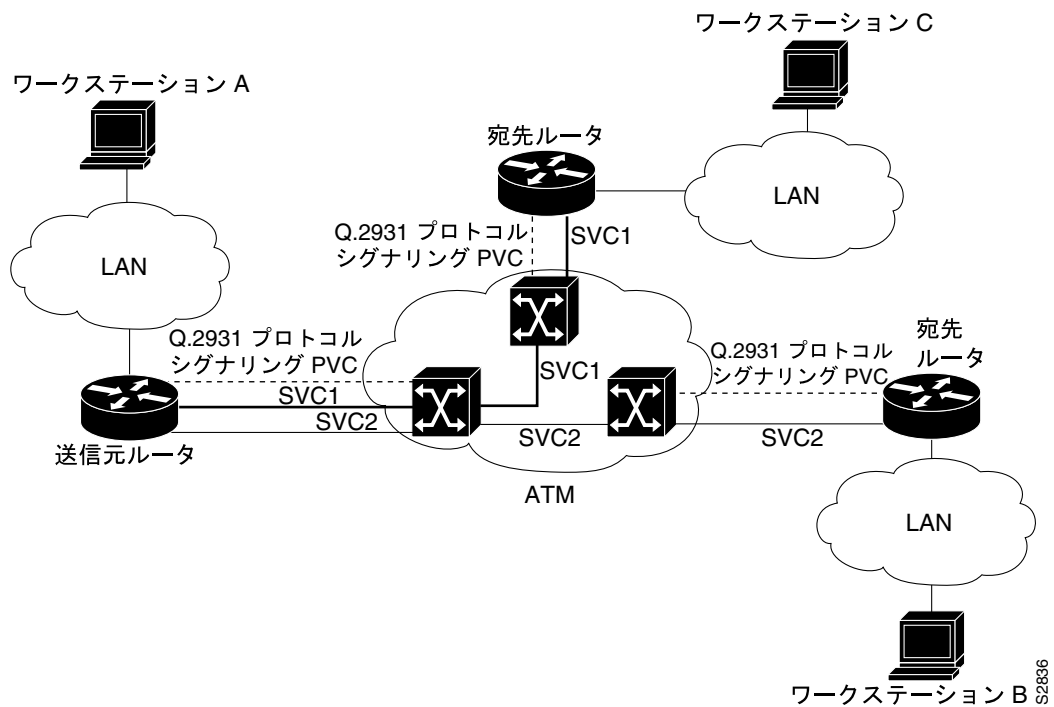 ワークステーション C
ワークステーション A
宛先ルータ
LAN
Q.2931 プロトコル
シグナリング PVC
SVC1
LAN
Q.2931 プロトコル
シグナリング PVC
SVC1
SVC2
送信元ルータ
SVC1
SVC2
ATM
Q.2931 プロトコル
シグナリング PVC
宛先
ルータ
SVC2
LAN
ワークステーション B
S2836